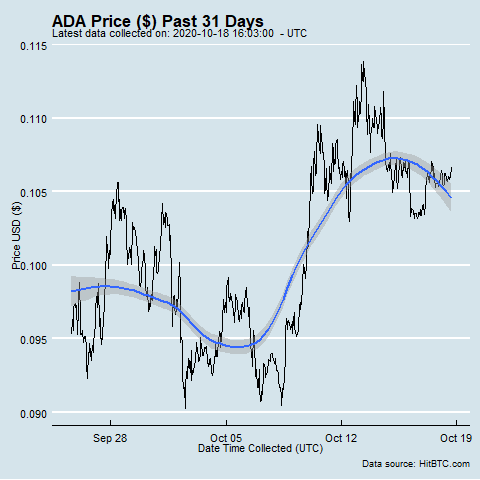 ADA Price ($) Past 31 Days
Latest data collected on: 2020-10-18 16:03:00 - UTC
0.115
0.110
0.105
0.100
0.095
0.090
Price USD ($)
Sep 28
Oct 05
Oct 12
Oct 19
Date Time Collected (UTC)
Data source: HitBTC.com